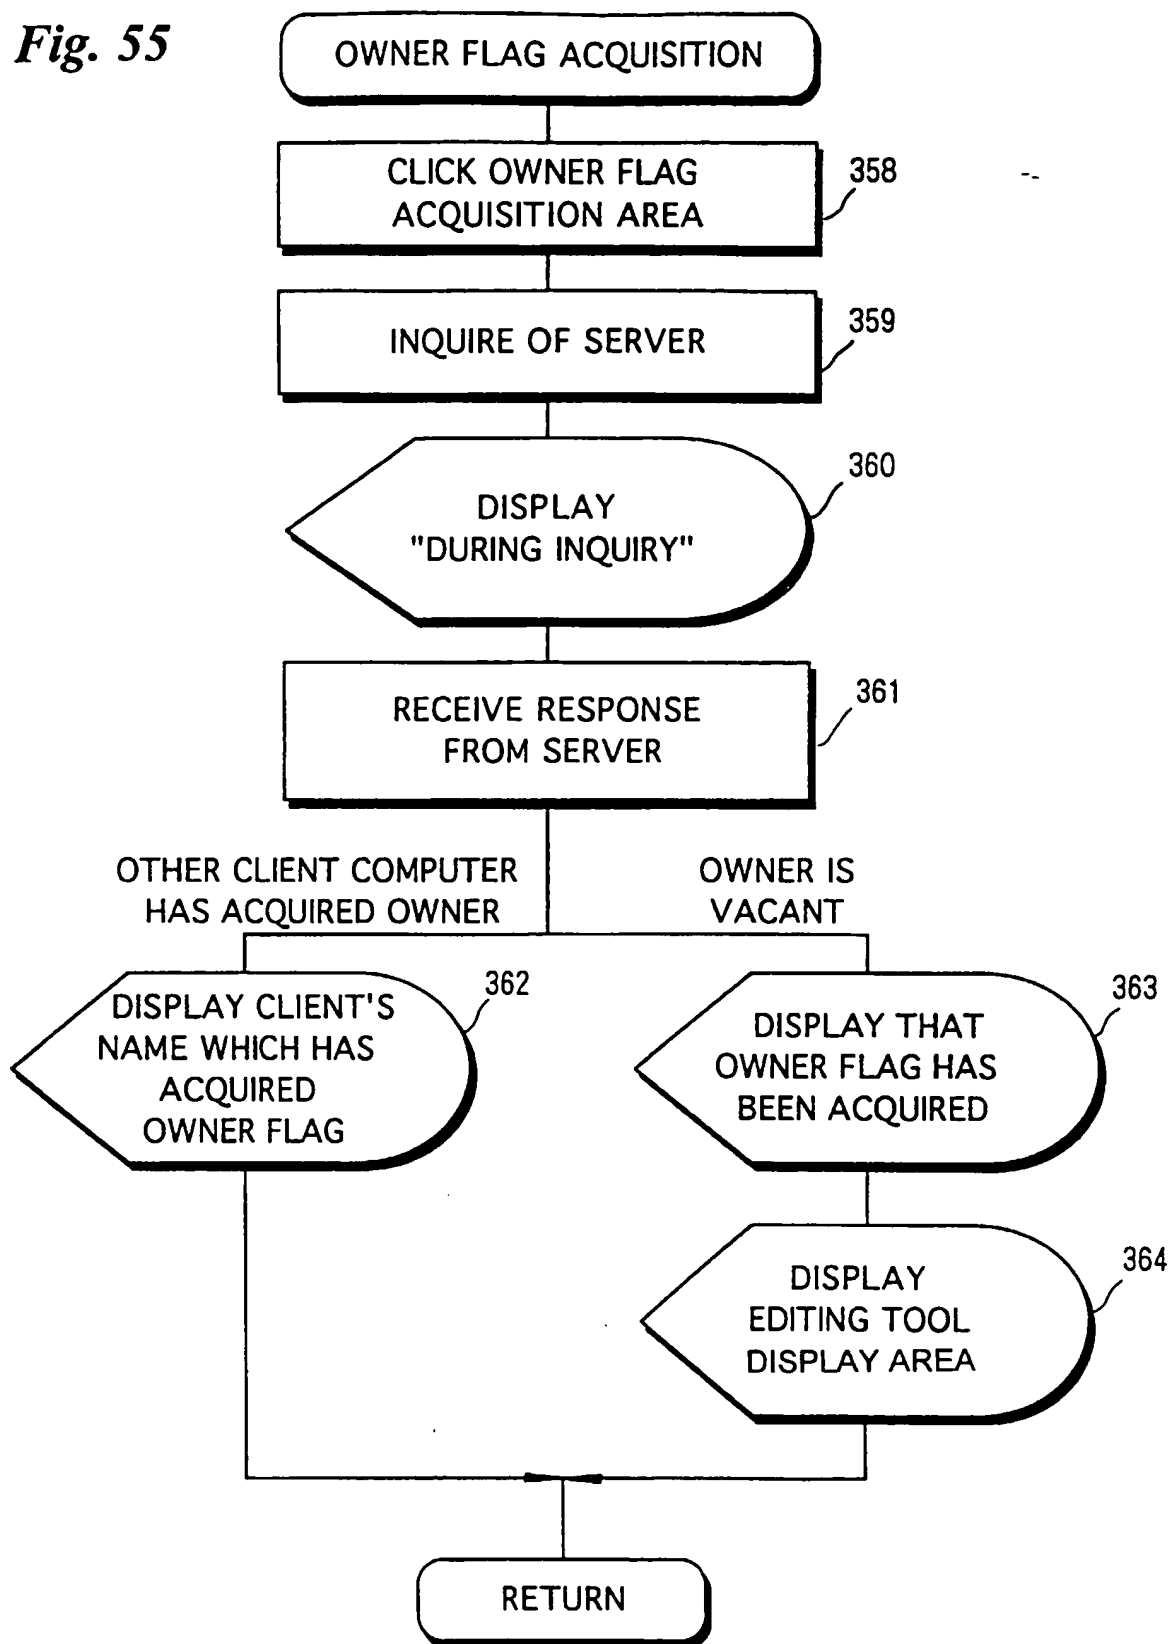 Fig. 55
OWNER FLAG ACQUISITION
CLICK OWNER FLAG
ACQUISITION AREA
358
INQUIRE OF SERVER
359
DISPLAY
"DURING INQUIRY"
360
RECEIVE RESPONSE
FROM SERVER
361
OTHER CLIENT COMPUTER
HAS ACQUIRED OWNER
OWNER IS
VACANT
DISPLAY CLIENT'S
NAME WHICH HAS
ACQUIRED
OWNER FLAG
362
DISPLAY THAT
OWNER FLAG HAS
BEEN ACQUIRED
363
DISPLAY
EDITING TOOL
DISPLAY AREA
364
RETURN